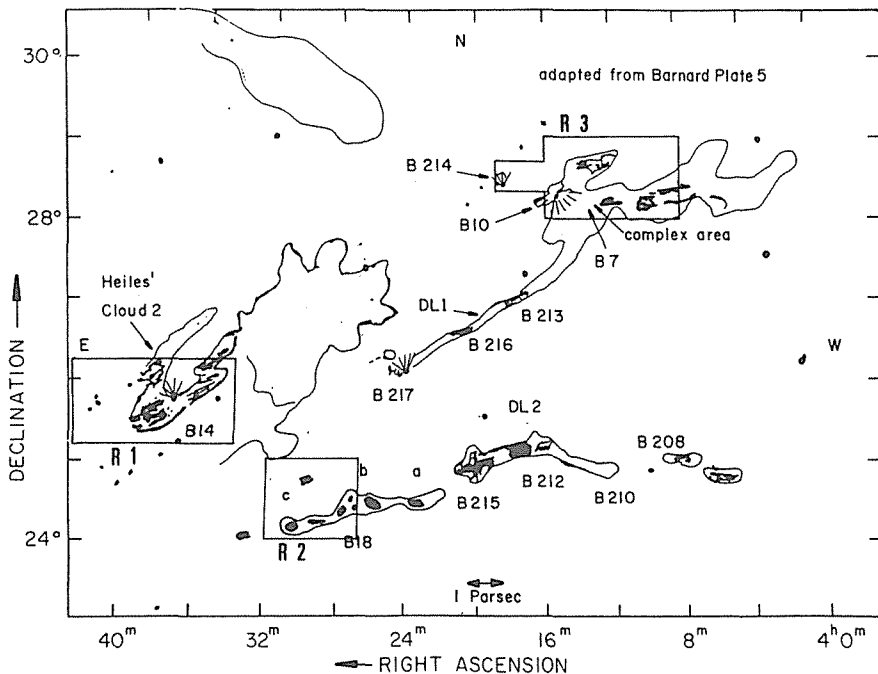 N
30°
adapted from Barnard Plate 5
R 3
B 214
28°
B10
complex area
B 7
Heiles'
Cloud 2
DL1
B 213
E
B 216
W
B 217
B14
DL 2
R 1
B 208
b
a
c
B 215
B 212
B 210
B18
24°
R 2
1 Parsec
DECLINATION
40m
32m
24m
16m
8m
4h0m
RIGHT ASCENSION